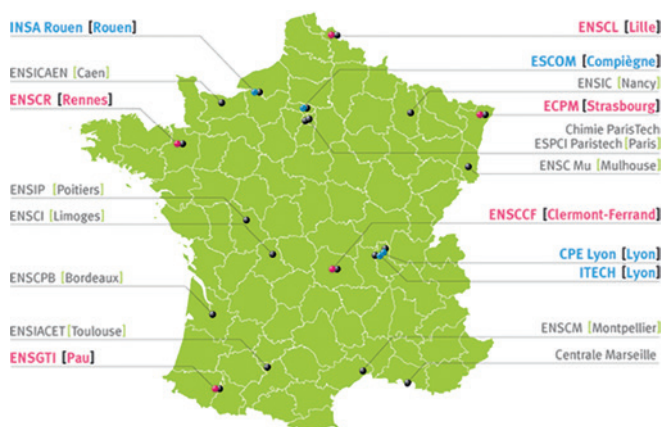 INSA Rouen [Rouen]
ENSICAEN [Caen]
ENSCR [Rennes]
ENSIP [Poitiers]
ENSCI [Limoges]
ENSCPB [Bordeaux]
ENSIACET [Toulouse]
ENSGTI [Pau]
ENSCL [Lille]
ESCOM [Compiègne]
ENSIC [Nancy]
ECPM [Strasbourg]
Chimie ParisTech
ESPCI Paristech [Paris]
ENSC Mu [Mulhouse]
ENSCCF [Clermont-Ferrand]
CPE Lyon [Lyon]
ITECH [Lyon]
ENSCM [Montpellier]
Centrale Marseille